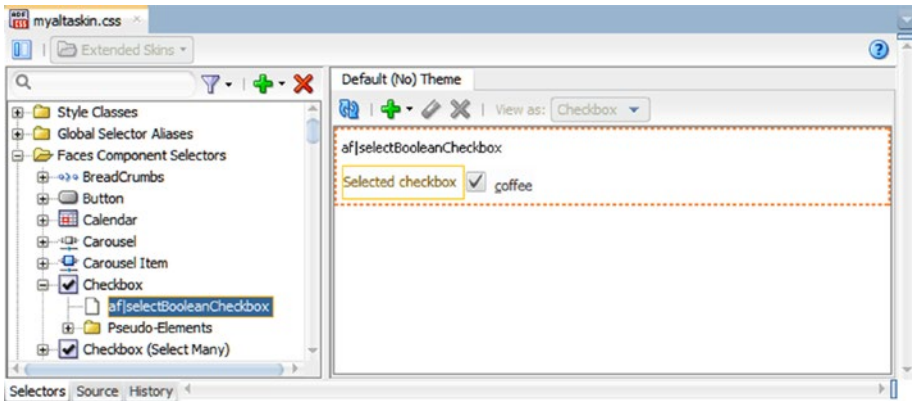 ADF
CSS
myaltaskin.css
Extended Skins
Default (No) Theme
View as: Checkbox
Style Classes
Global Selector Aliases
Faces Component Selectors
BreadCrumbs
Button
Calendar
Carousel
Carousel Item
Checkbox
af|selectBooleanCheckbox
Pseudo-Elements
Checkbox (Select Many)
af|selectBooleanCheckbox
Selected checkbox coffee
Selectors Source History